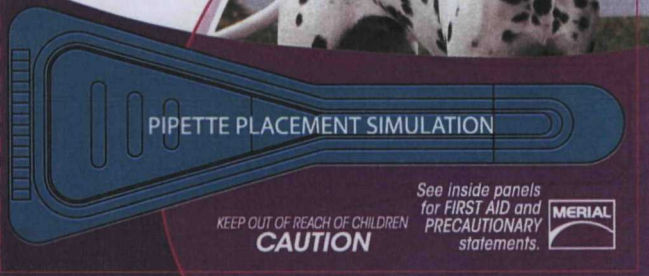 PIPETTE PLACEMENT SIMULATION
KEEP OUT OF REACH OF CHILDREN
CAUTION
See inside panels
for FIRST AID and
PRECAUTIONARY
statements.
MERIAL